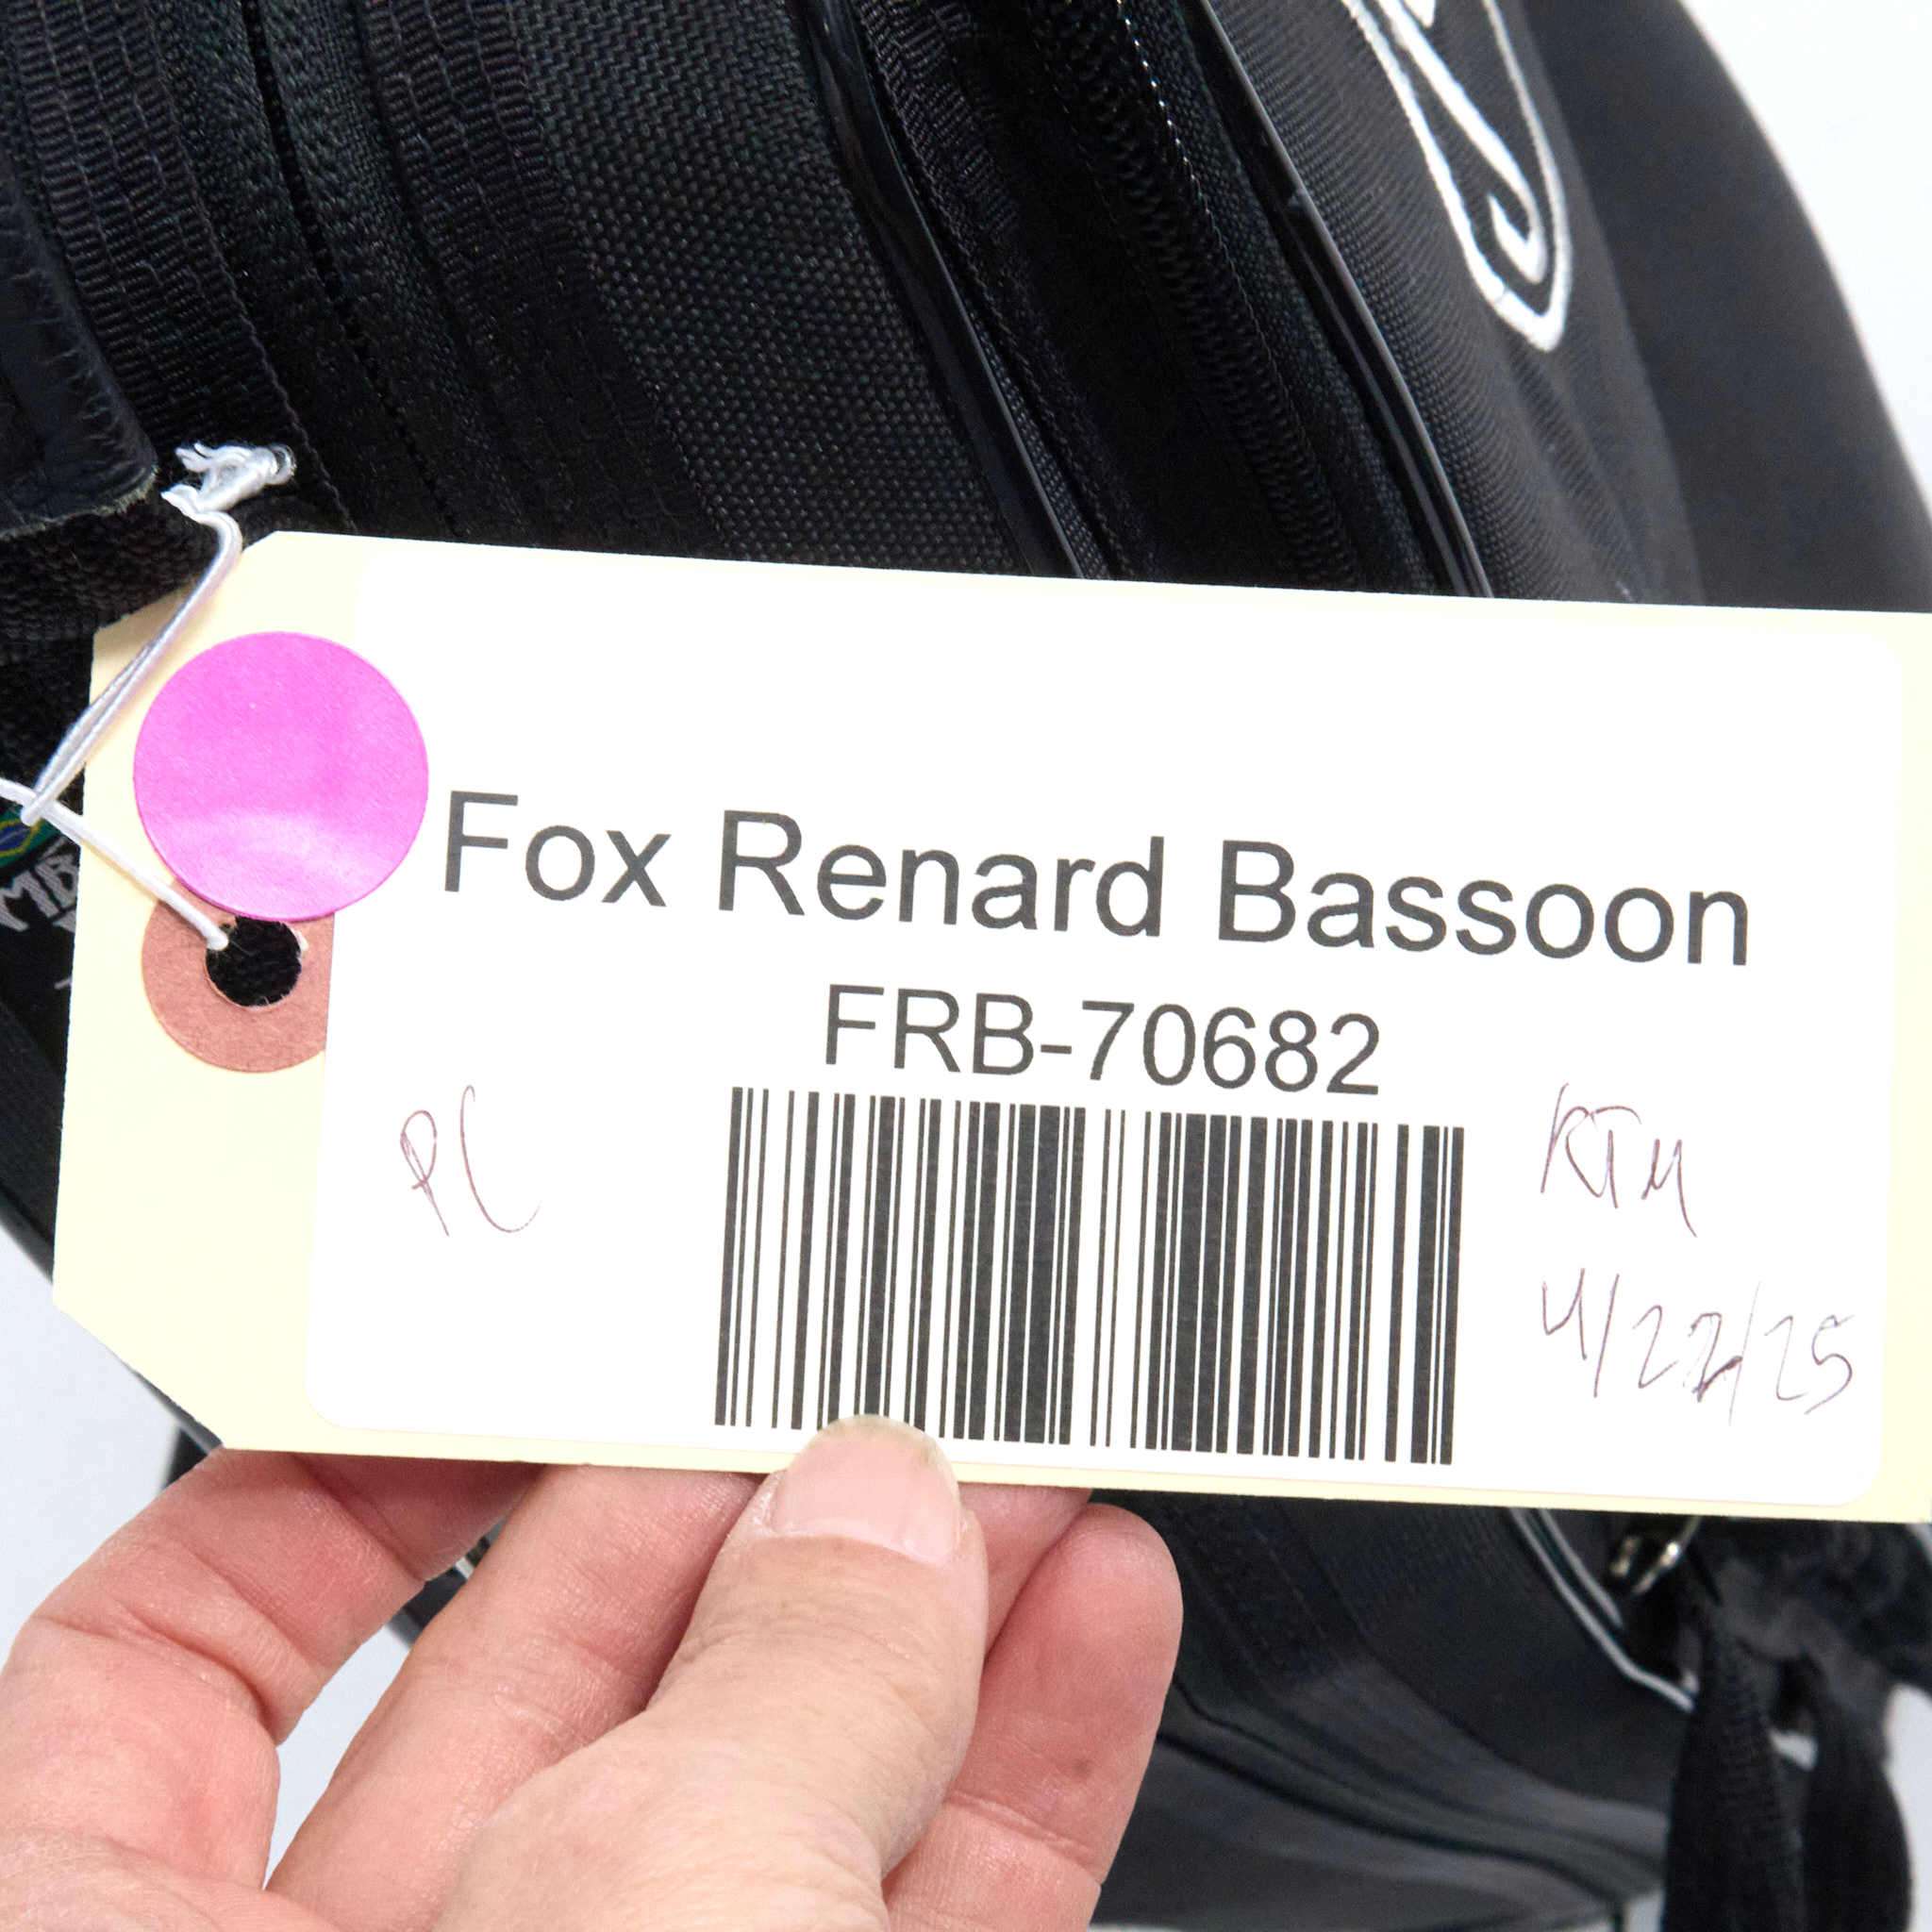 Fox Renard Bassoon
FRB-70682
PC
KTM
4/22/25